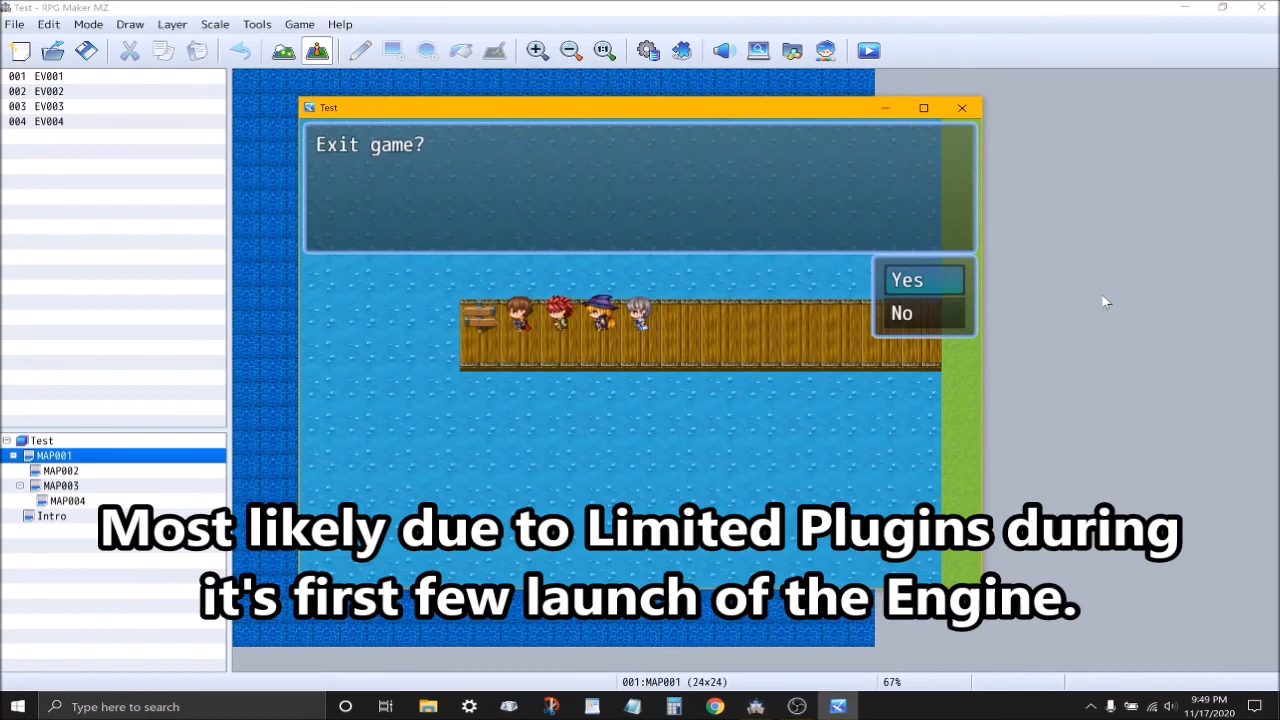 Test - RPG Maker MZ
File Edit Mode Draw Layer Scale Tools Game Help
1:1
001 EV001
002 EV002
003 EV003
004 EV004
Test
Exit game?
Yes
No
Test
MAP001
MAP002
MAP003
MAP004
Intro
Most likely due to Limited Plugins during
it's first few launch of the Engine.
001:MAP001 (24x24) 67%
Type here to search
9:49 PM
11/17/2020